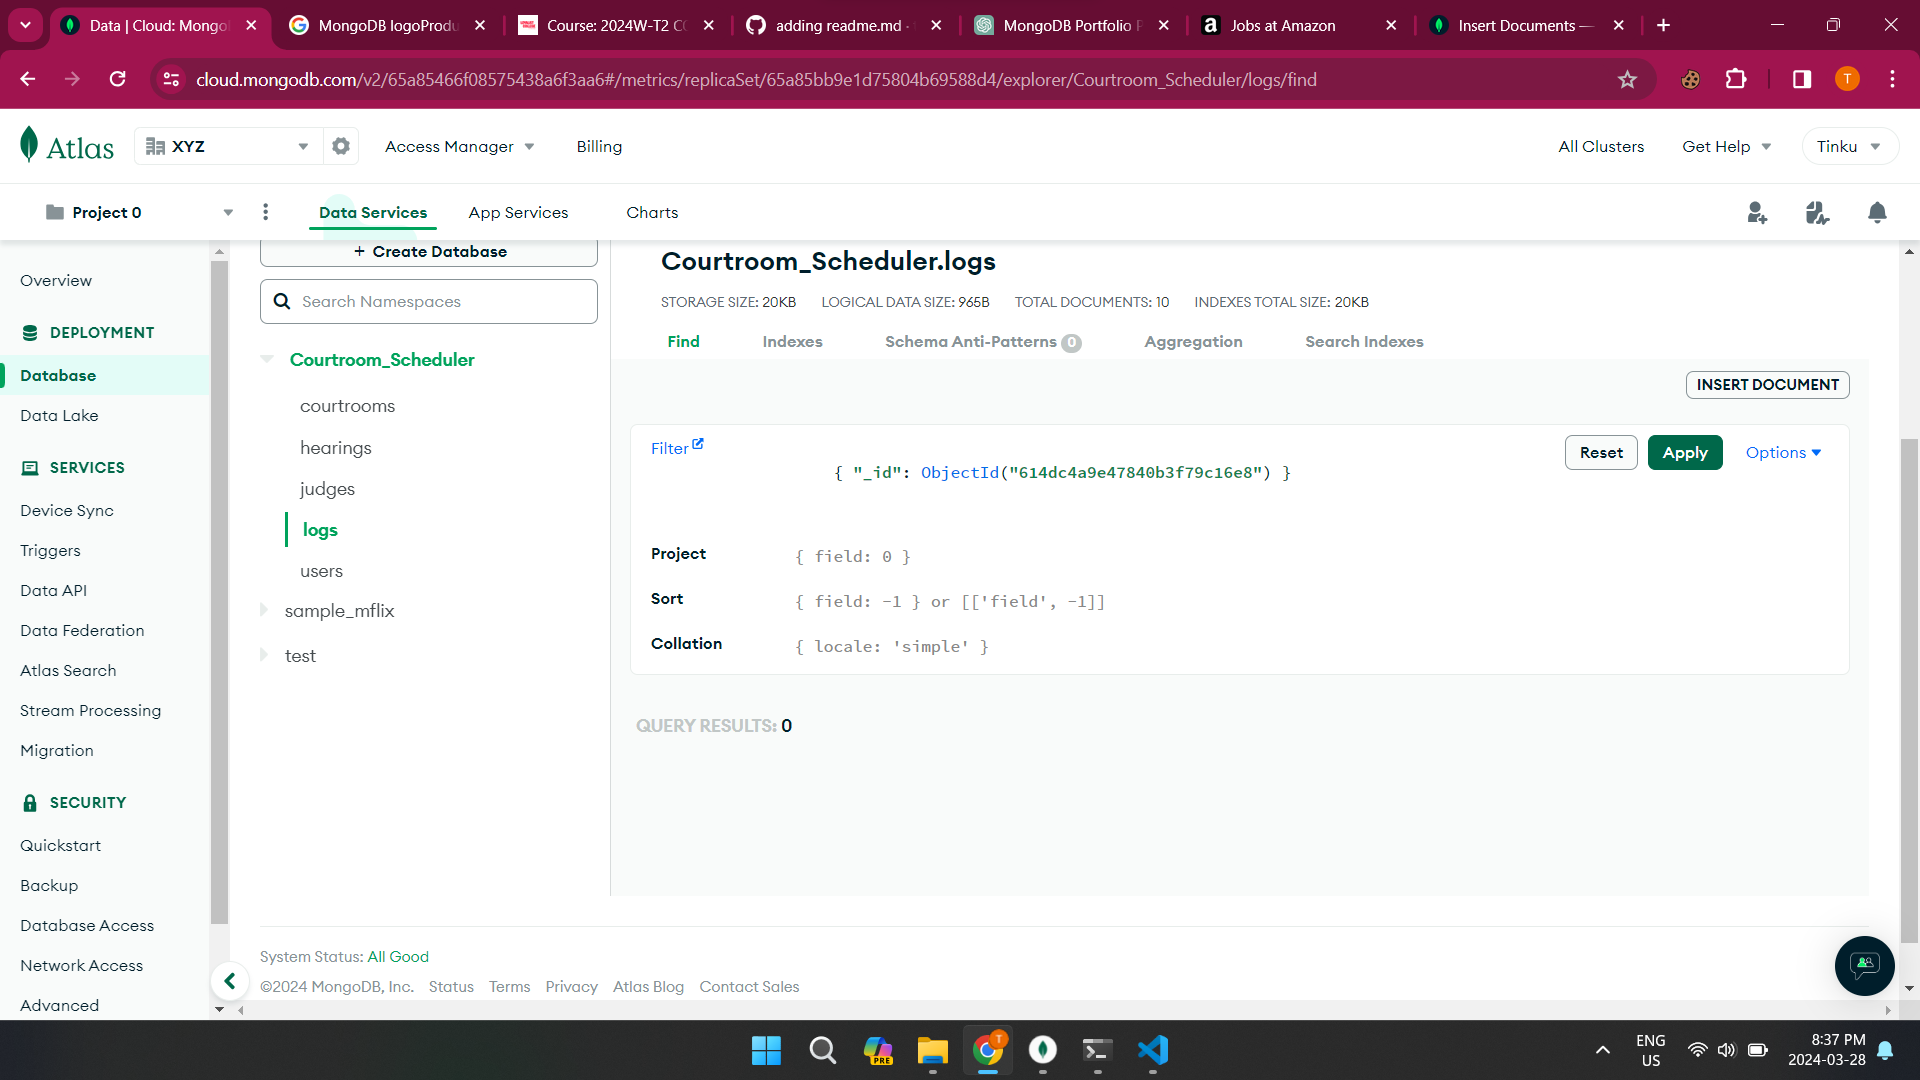 Data | Cloud: Mongo
MongoDB logoProdu
Course: 2024W-T2 CO
adding readme.md ·
MongoDB Portfolio P
Jobs at Amazon
Insert Documents —
cloud.mongodb.com/v2/65a85466f08575438a6f3aa6#/metrics/replicaSet/65a85bb9e1d75804b69588d4/explorer/Courtroom_Scheduler/logs/find
T
Atlas
XYZ
Access Manager
Billing
All Clusters
Get Help
Tinku
Project 0
Data Services
App Services
Charts
Overview
DEPLOYMENT
Database
Data Lake
SERVICES
Device Sync
Triggers
Data API
Data Federation
Atlas Search
Stream Processing
Migration
SECURITY
Quickstart
Backup
Database Access
Network Access
Advanced
+ Create Database
Search Namespaces
Courtroom_Scheduler
courtrooms
hearings
judges
logs
users
sample_mflix
test
Courtroom_Scheduler.logs
STORAGE SIZE: 20KB LOGICAL DATA SIZE: 965B TOTAL DOCUMENTS: 10 INDEXES TOTAL SIZE: 20KB
Find Indexes Schema Anti-Patterns 0 Aggregation Search Indexes
INSERT DOCUMENT
Filter
{ "_id": ObjectId("614dc4a9e47840b3f79c16e8") }
Reset
Apply
Options
Project { field: 0 }
Sort { field: -1 } or [['field', -1]]
Collation { locale: 'simple' }
QUERY RESULTS: 0
System Status: All Good
©2024 MongoDB, Inc. Status Terms Privacy Atlas Blog Contact Sales
PRE
T
ENG
US
8:37 PM
2024-03-28